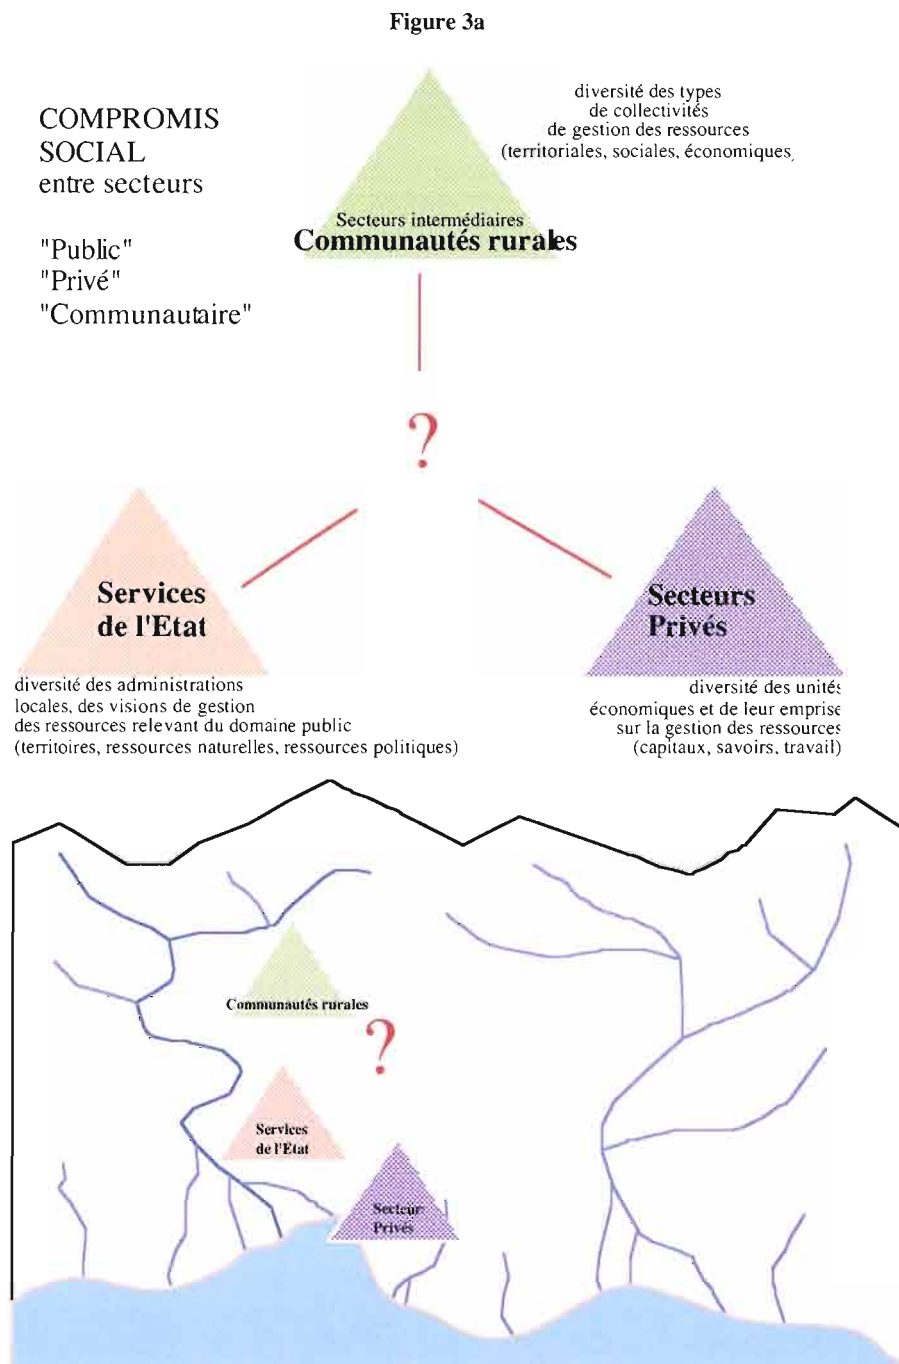 Figure 3a
COMPROMIS
SOCIAL
entre secteurs
"Public"
"Privé"
"Communautaire"
diversité des types
de collectivités
de gestion des ressources
(territoriales, sociales, économiques,
Secteurs intermédiaires
Communautés rurales
?
Services
de l'Etat
diversité des administrations
locales, des visions de gestion
des ressources relevant du domaine public
(territoires, ressources naturelles, ressources politiques)
Secteurs
Privés
diversité des unités
économiques et de leur emprise
sur la gestion des ressources
(capitaux, savoirs, travail)
Communautés rurales
?
Services
de l'Etat
Secteur
Privés